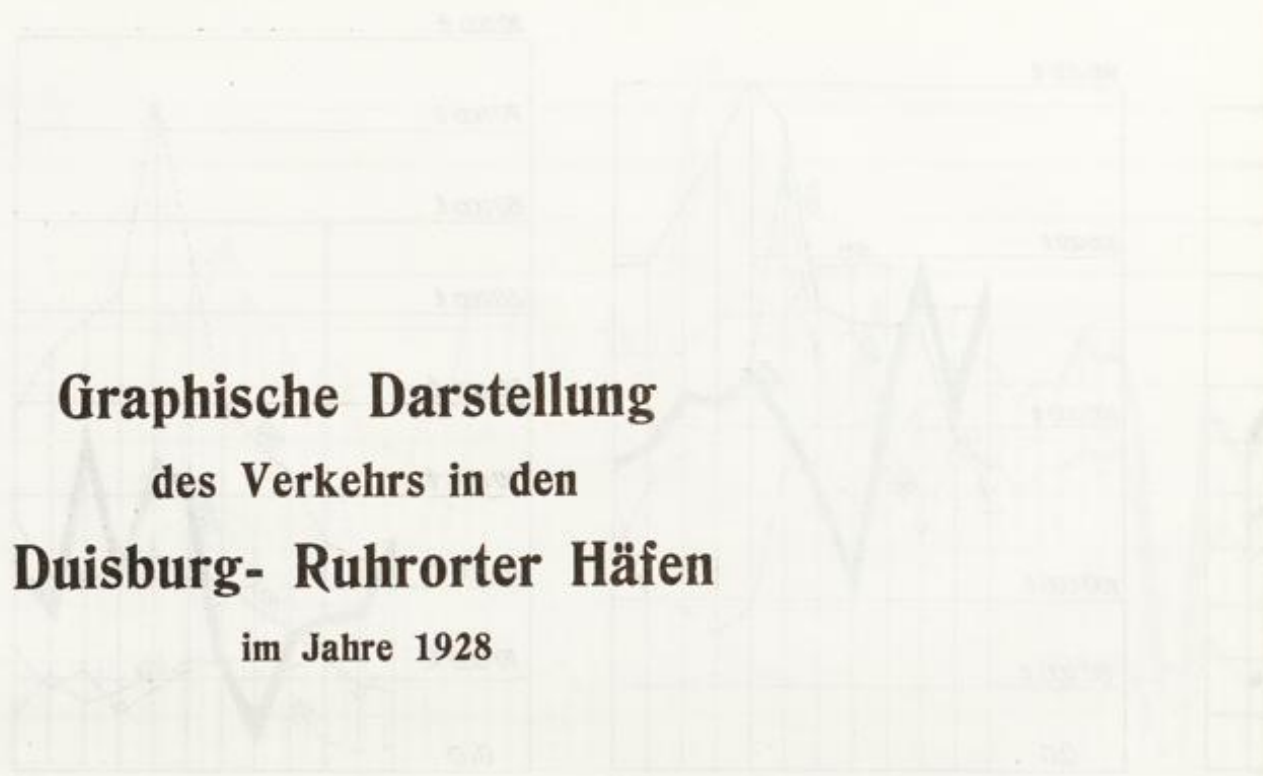 Graphische Darstellung
des Verkehrs in den
Duisburg- Ruhrorter Häfen
im Jahre 1928